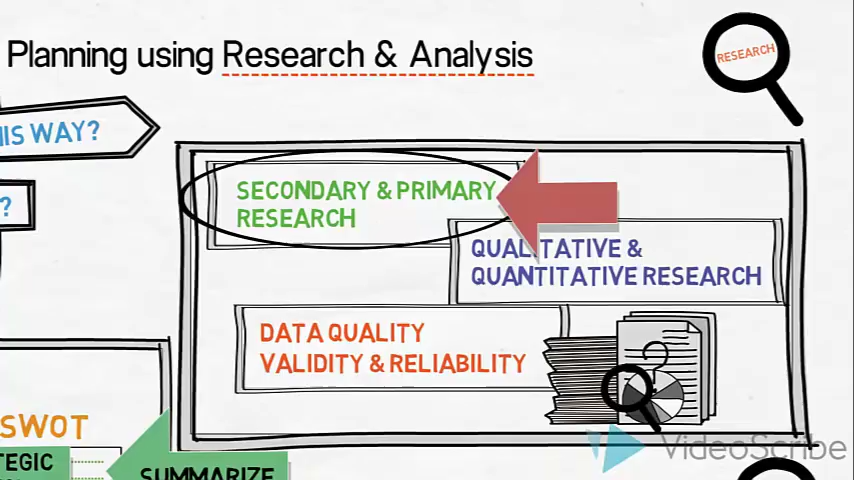 Planning using Research & Analysis
RESEARCH
IS WAY?
?
SECONDARY & PRIMARY
RESEARCH
QUALITATIVE &
QUANTITATIVE RESEARCH
DATA QUALITY
VALIDITY & RELIABILITY
SWOT
TEGIC
SUMMARIZE
VideoScribe